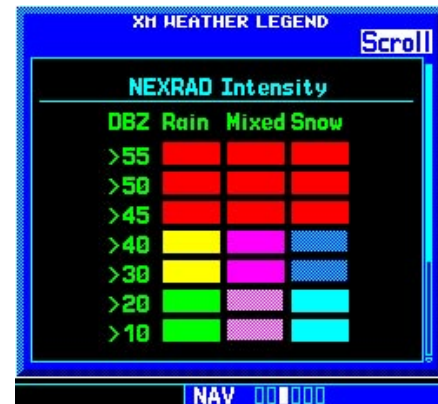 XM WEATHER LEGEND
Scroll
NEXRAD Intensity
DBZ Rain Mixed Snow
>55
>50
>45
>40
>30
>20
>10
NAV